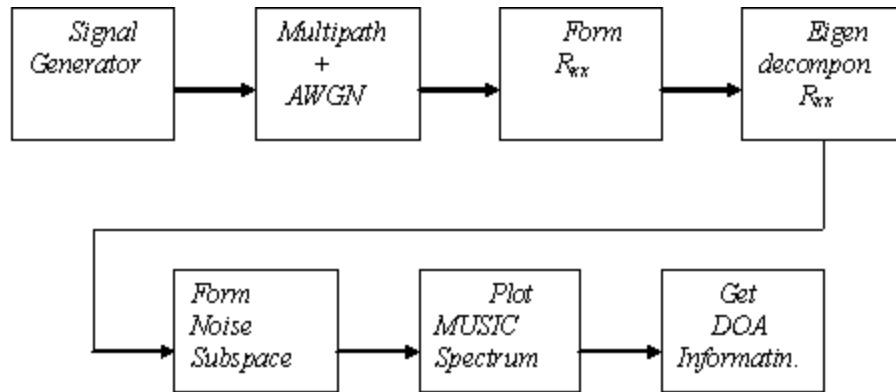 Signal
Generator
Multipath
+
AWGN
Form
Rxx
Eigen
decompon
Rxx
Form
Noise
Subspace
Plot
MUSIC
Spectrum
Get
DOA
Informatin.